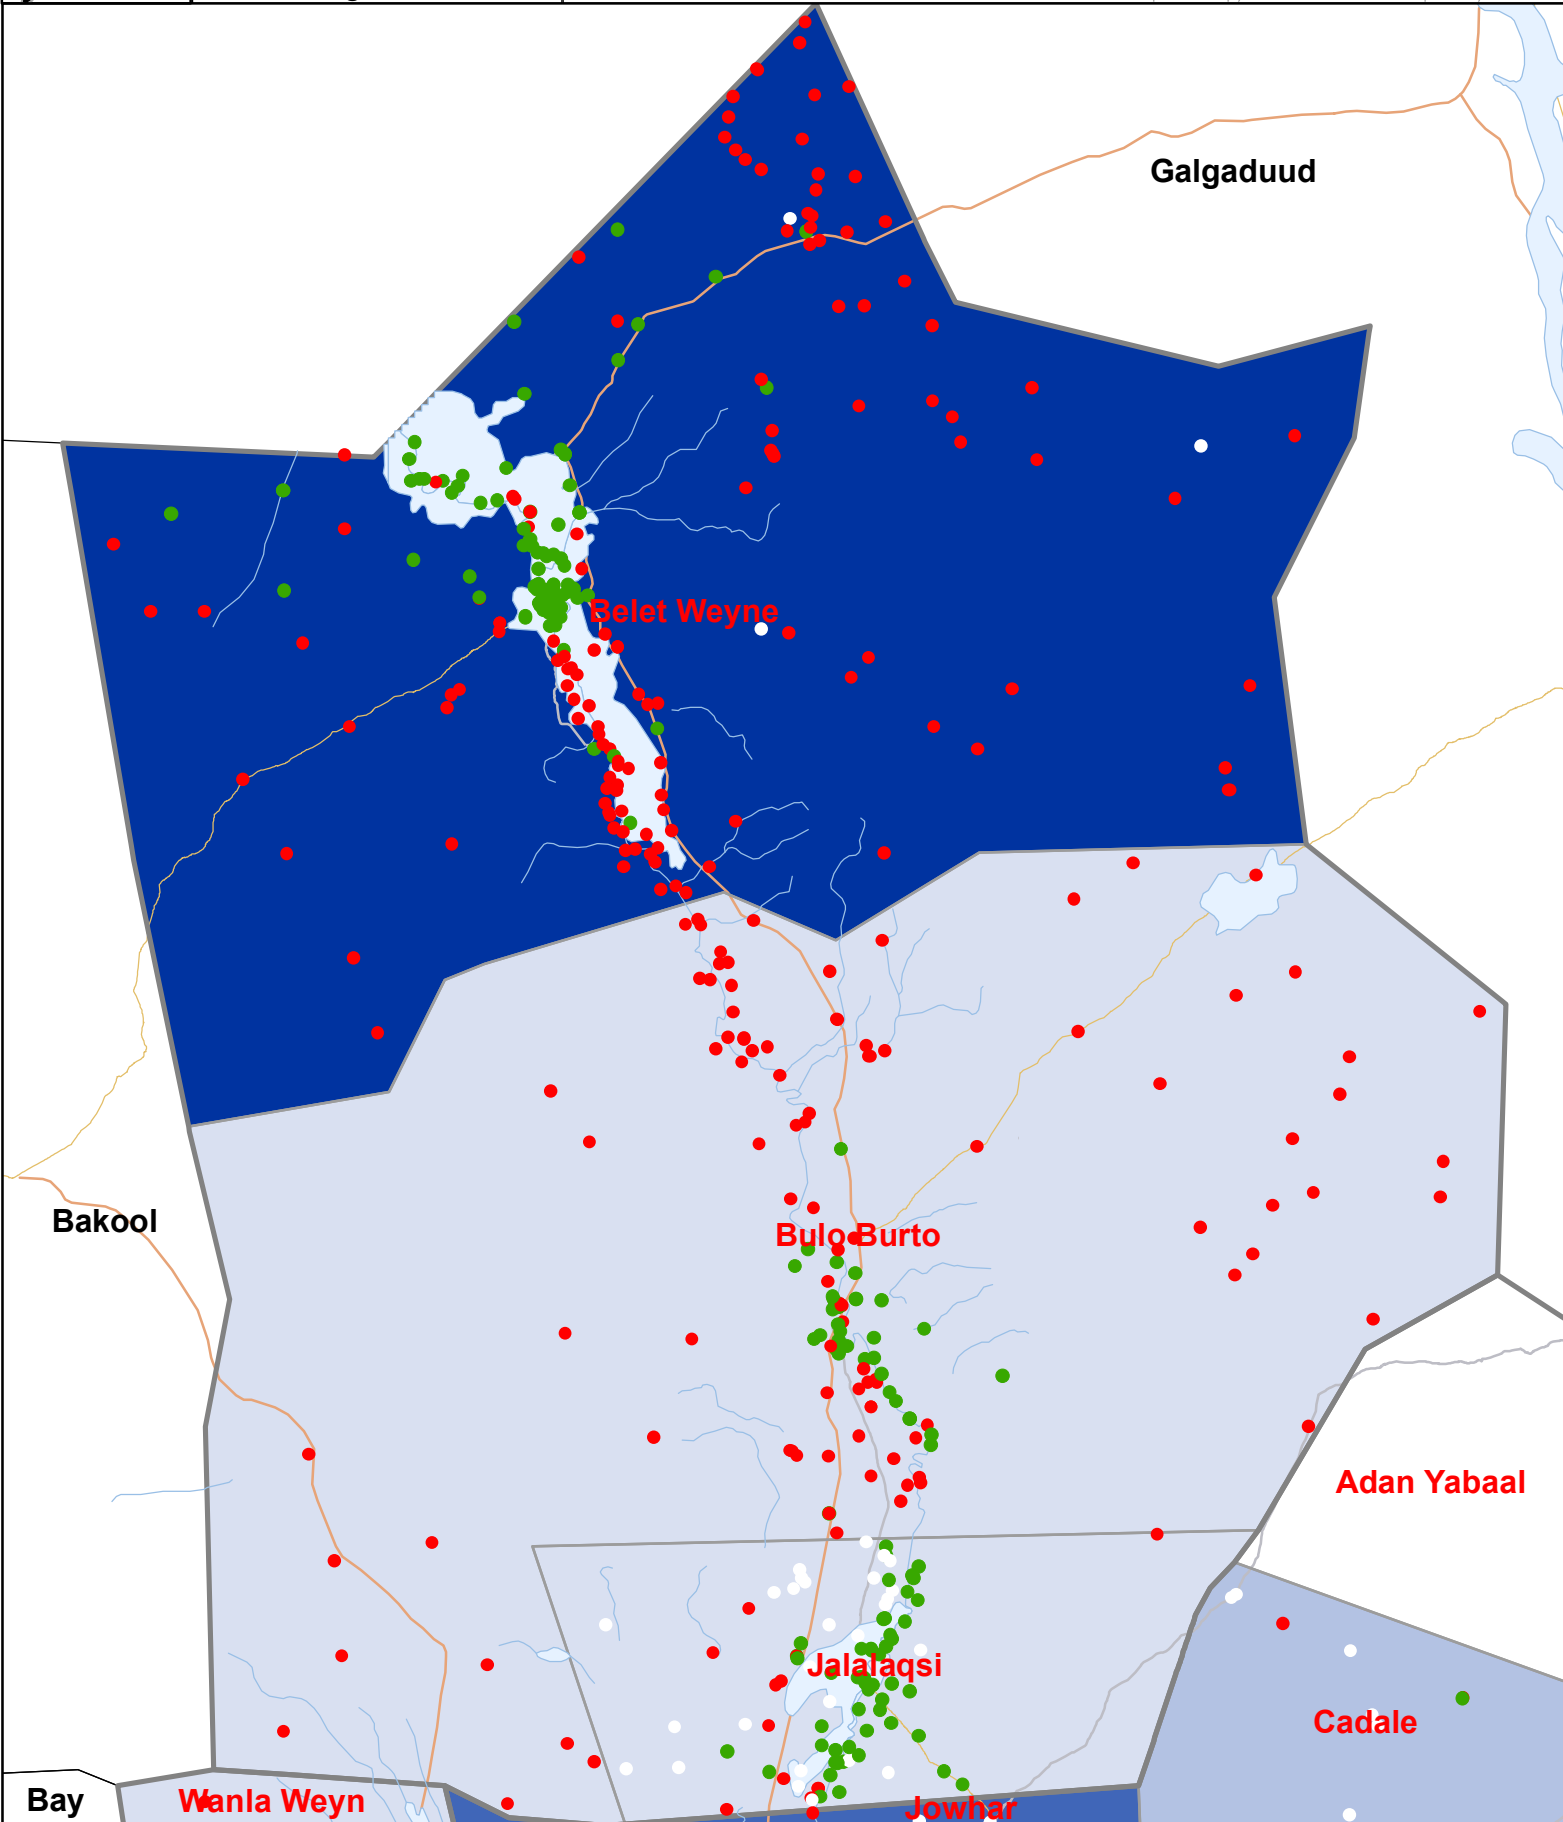 Galgaduud
Belet Weyne
Bakool
Bulo Burto
Adan Yabaal
Jalalaqsi
Cadale
Bay
Wanla Weyn
Jowhar